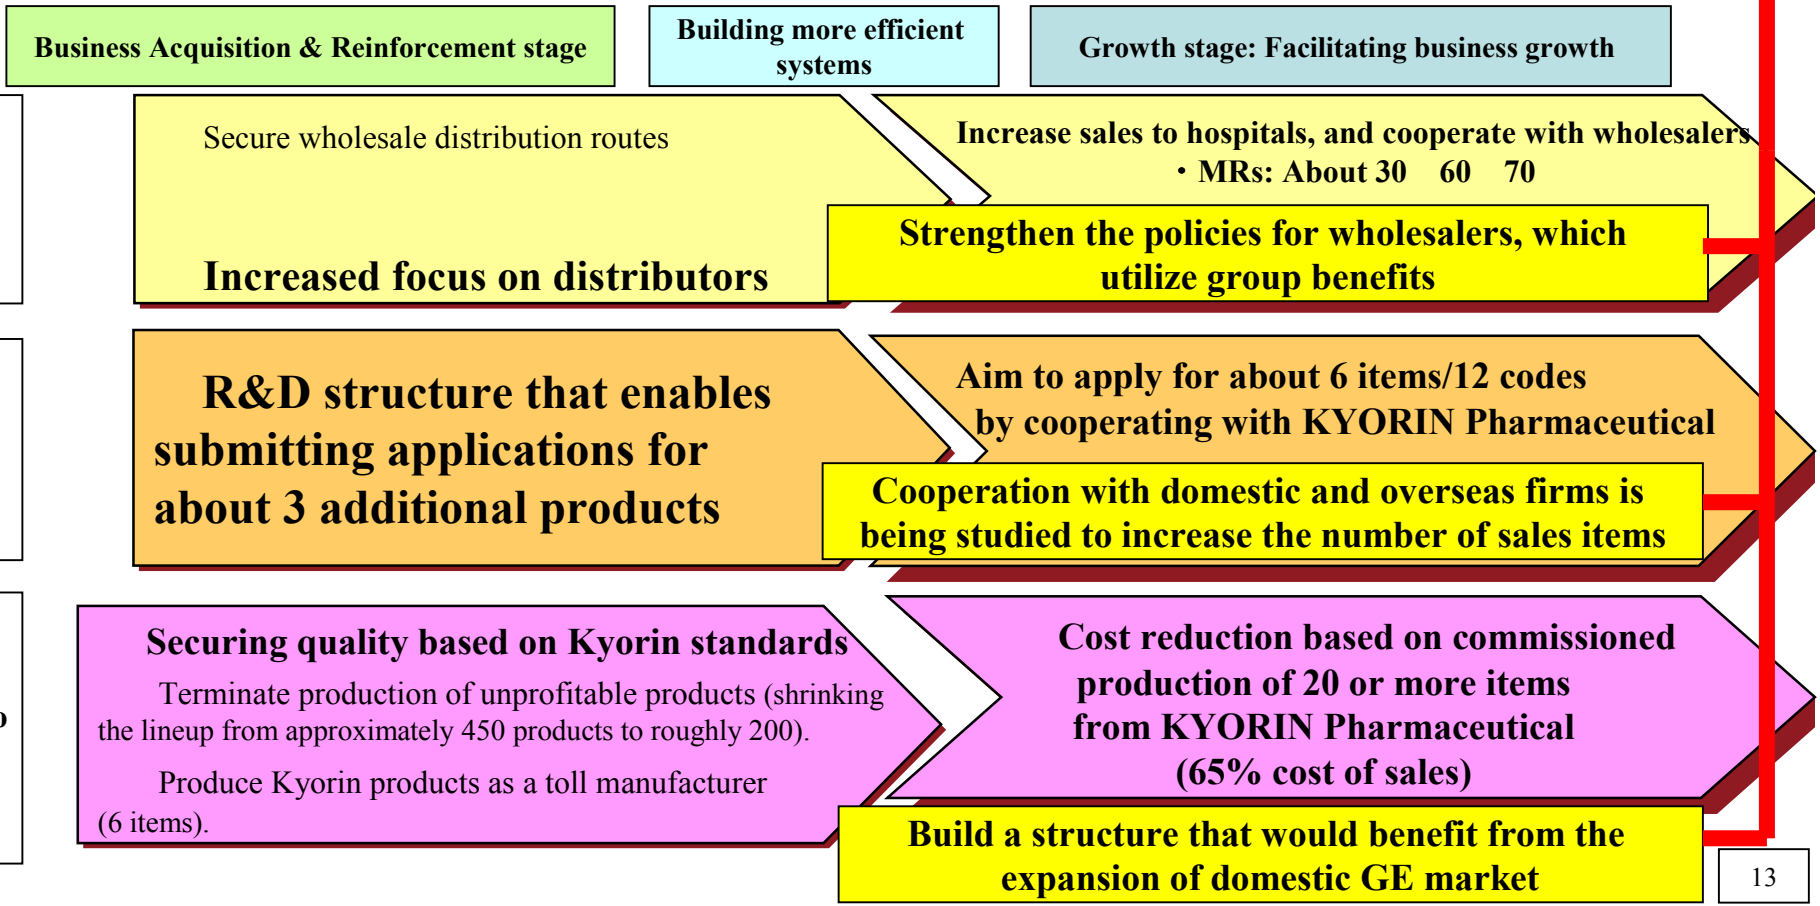 Business Acquisition & Reinforcement stage
Building more efficient
systems
Growth stage: Facilitating business growth
Secure wholesale distribution routes
Increased focus on distributors
Increase sales to hospitals, and cooperate with wholesalers
・MRs: About 30 60 70
Strengthen the policies for wholesalers, which
utilize group benefits
R&D structure that enables
submitting applications for
about 3 additional products
Aim to apply for about 6 items/12 codes
by cooperating with KYORIN Pharmaceutical
Cooperation with domestic and overseas firms is
being studied to increase the number of sales items
Securing quality based on Kyorin standards
Terminate production of unprofitable products (shrinking
the lineup from approximately 450 products to roughly 200).
Produce Kyorin products as a toll manufacturer
(6 items).
Cost reduction based on commissioned
production of 20 or more items
from KYORIN Pharmaceutical
(65% cost of sales)
Build a structure that would benefit from the
expansion of domestic GE market
13